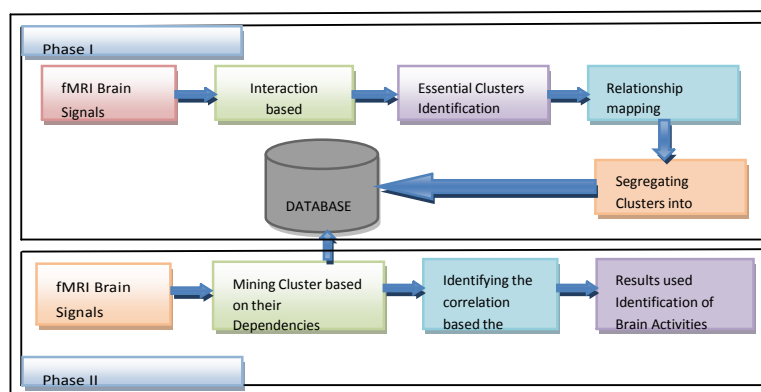 Phase I
fMRI Brain
Signals
Interaction
based
Essential Clusters
Identification
Relationship
mapping
Segregating
Clusters into
DATABASE
fMRI Brain
Signals
Mining Cluster based
on their
Dependencies
Identifying the
correlation
based the
Results used
Identification of
Brain Activities
Phase II